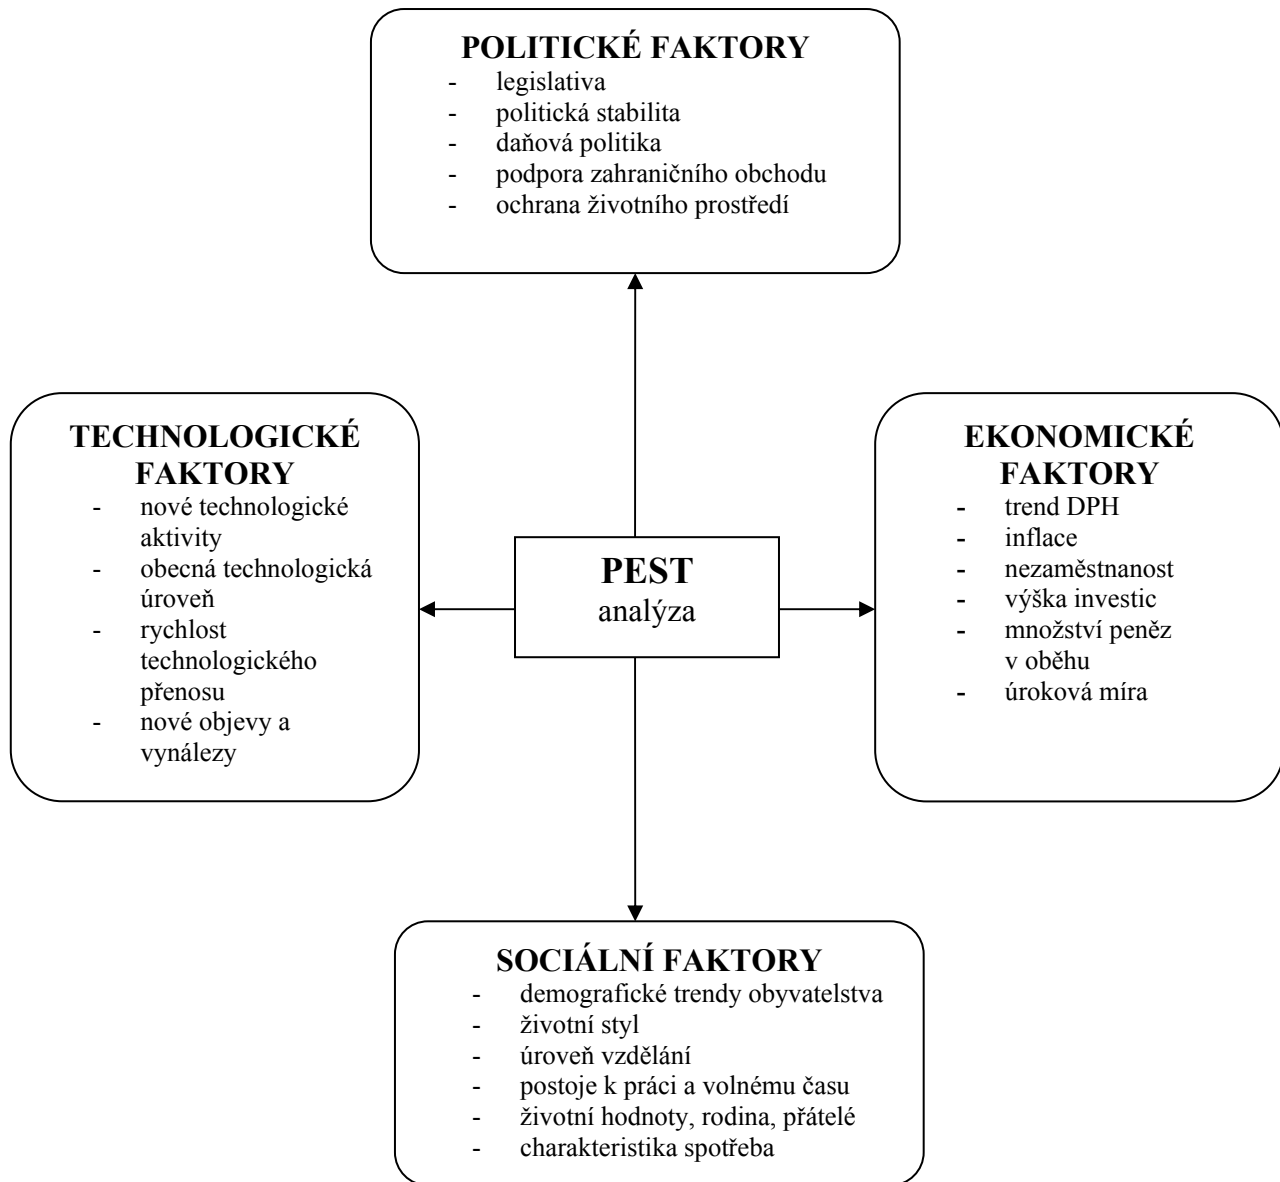 POLITICKÉ FAKTORY
- legislativa
- politická stabilita
- daňová politika
- podpora zahraničního obchodu
- ochrana životního prostředí
TECHNOLOGICKÉ
FAKTORY
- nové technologické
aktivity
- obecná technologická
úroveň
- rychlost
technologického
přenosu
- nové objevy a
vynálezy
PEST
analýza
EKONOMICKÉ
FAKTORY
- trend DPH
- inflace
- nezaměstnanost
- výška investic
- množství peněz
v oběhu
- úroková míra
SOCIÁLNÍ FAKTORY
- demografické trendy obyvatelstva
- životní styl
- úroveň vzdělání
- postoje k práci a volnému času
- životní hodnoty, rodina, přátelé
- charakteristika spotřeba